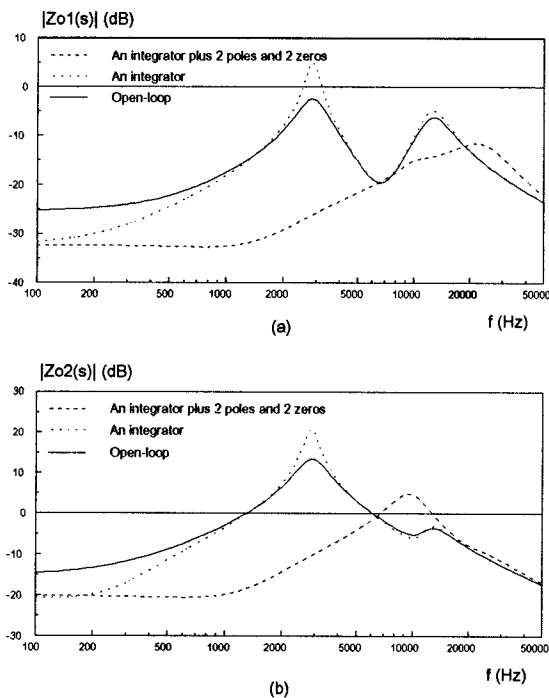 |Zo1(s)| (dB)
10
An integrator plus 2 poles and 2 zeros
An integrator
0
Open-loop
-10
-20
-30
-40
100 200 500 1000 2000 5000 10000 20000 50000
(a)
f (Hz)
|Zo2(s)| (dB)
30
An integrator plus 2 poles and 2 zeros
20
An integrator
Open-loop
10
0
-10
-20
-30
100 200 500 1000 2000 5000 10000 20000 50000
f (Hz)
(b)